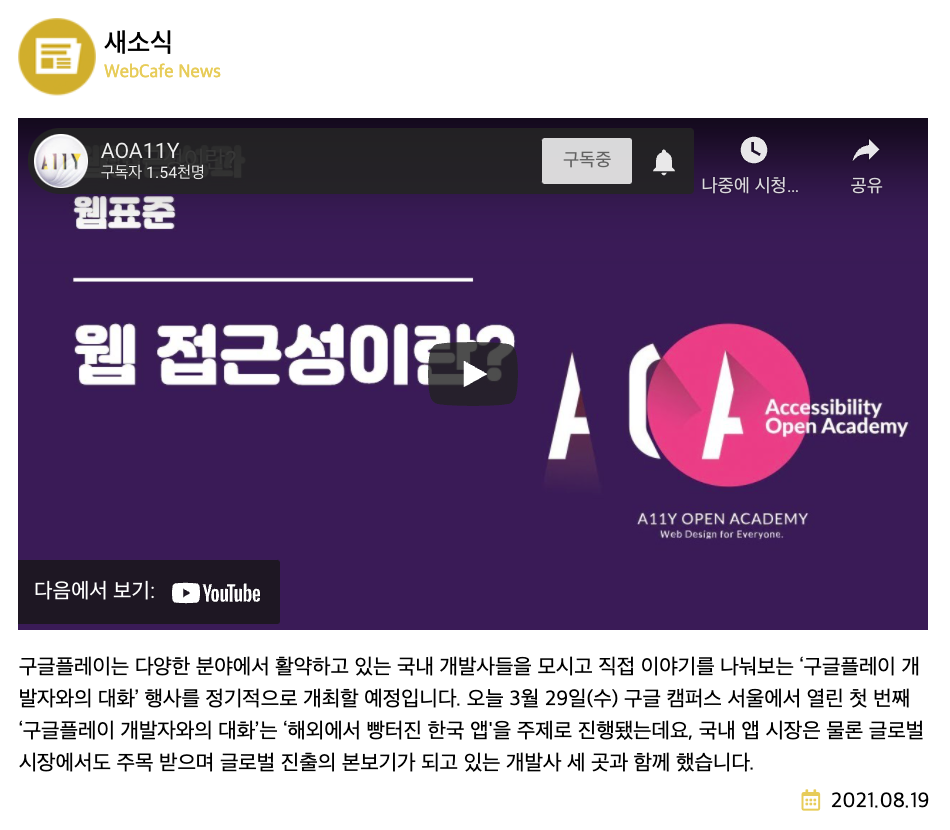 새소식
WebCafe News
AOA11Y
구독자 1.54천명
구독중
나중에 시청...
공유
웹표준
웹 접근성이란?
A11Y
AOA
Accessibility
Open Academy
A11Y OPEN ACADEMY
Web Design for Everyone.
다음에서 보기:
YouTube
구글플레이는 다양한 분야에서 활약하고 있는 국내 개발사들을 모시고 직접 이야기를 나눠보는 ‘구글플레이 개
발자와의 대화’ 행사를 정기적으로 개최할 예정입니다. 오늘 3월 29일(수) 구글 캠퍼스 서울에서 열린 첫 번째
‘구글플레이 개발자와의 대화’는 ‘해외에서 빵터진 한국 앱'을 주제로 진행됐는데요, 국내 앱 시장은 물론 글로벌
시장에서도 주목 받으며 글로벌 진출의 본보기가 되고 있는 개발사 세 곳과 함께 했습니다.
2021.08.19